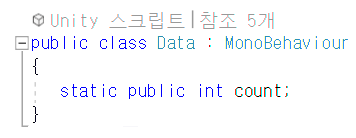 Unity 스크립트|참조 5개
public class Data : MonoBehaviour
{
static public int count;
}